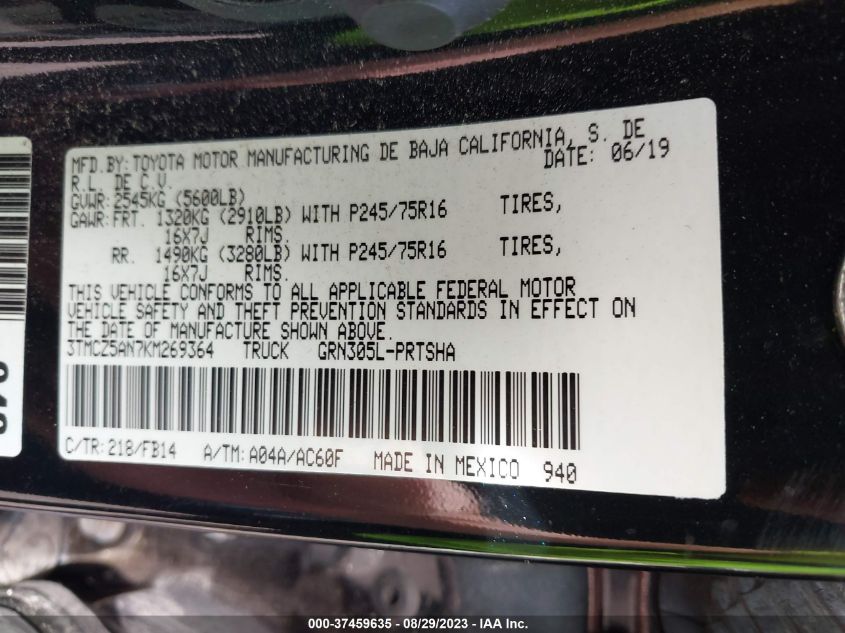 MFD.BY:TOYOTA MOTOR MANUFACTURING DE BAJA CALIFORNIA, S. DE
R.L. DE C.V. DATE: 06/19
GVWR:2545KG (5600LB)
GAWR:FRT. 1320KG (2910LB) WITH P245/75R16 TIRES,
16X7J RIMS.
RR. 1490KG (3280LB) WITH P245/75R16 TIRES,
16X7J RIMS.
THIS VEHICLE CONFORMS TO ALL APPLICABLE FEDERAL MOTOR
VEHICLE SAFETY AND THEFT PREVENTION STANDARDS IN EFFECT ON
THE DATE OF MANUFACTURE SHOWN ABOVE.
3TMCZ5AN7KM269364 TRUCK GRN305L-PRTSHA
C/TR:218/FB14 A/TM:A04A/AC60F MADE IN MEXICO 940
000-37459635 - 08/29/2023 - IAA Inc.